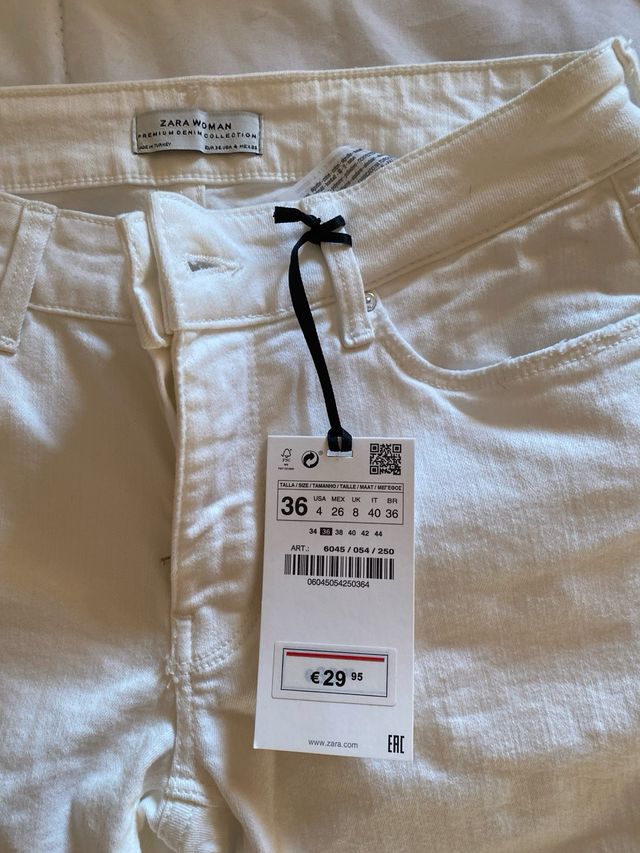 ZARA WOMAN
PREMIUM DENIM COLLECTION
MADE IN TURKEY EUR 36 USA 4 MEX 26
FSC
TALLA / SIZE / TAMANHO / TAILLE / MAAT / ΜΕΓΕΘΟΣ
36 USA 4 MEX 26 UK 8 IT 40 BR 36
34 36 38 40 42 44
ART.: 6045 / 054 / 250
06045054250364
€ 29 95
www.zara.com
EAC